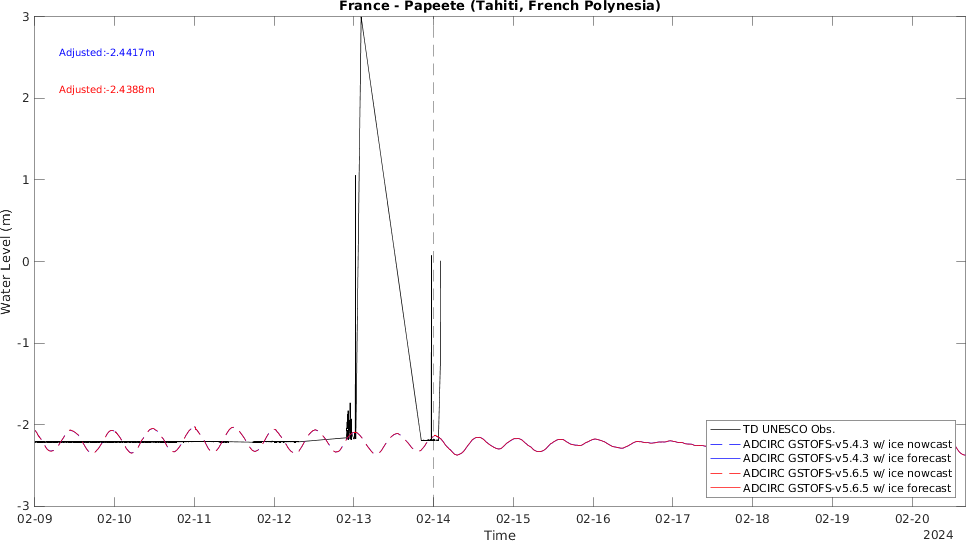 France - Papeete (Tahiti, French Polynesia)
Adjusted:-2.4417m
Adjusted:-2.4388m
3
2
1
0
-1
-2
-3
Water Level (m)
TD UNESCO Obs.
ADCIRC GSTOFS-v5.4.3 w/ ice nowcast
ADCIRC GSTOFS-v5.4.3 w/ ice forecast
ADCIRC GSTOFS-v5.6.5 w/ ice nowcast
ADCIRC GSTOFS-v5.6.5 w/ ice forecast
02-09 02-10 02-11 02-12 02-13 02-14 02-15 02-16 02-17 02-18 02-19 02-20
Time
2024